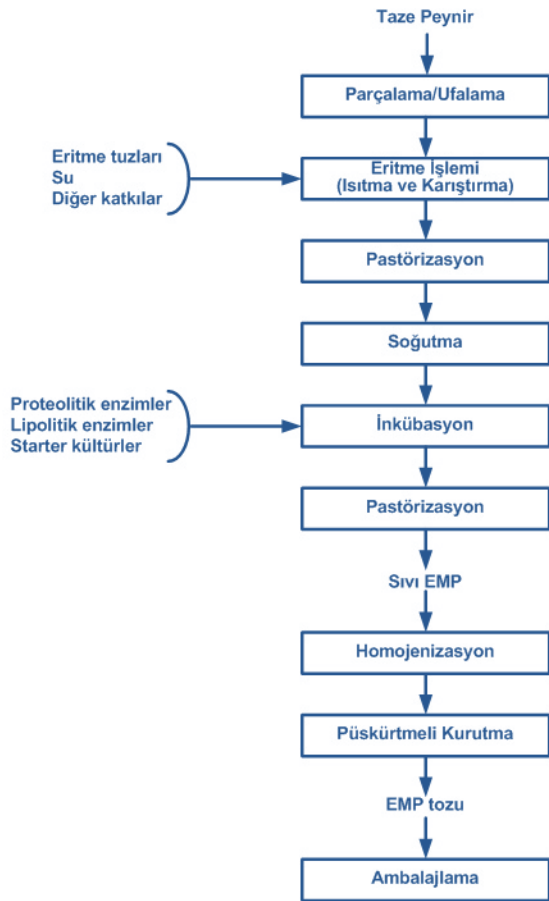 Taze Peynir
Parçalama/Ufalama
Eritme tuzları
Su
Diğer katkılar
Eritme İşlemi
(Isıtma ve Karıştırma)
Pastörizasyon
Soğutma
Proteolitik enzimler
Lipolitik enzimler
Starter kültürler
İnkübasyon
Pastörizasyon
Sıvı EMP
Homojenizasyon
Püskürtmeli Kurutma
EMP tozu
Ambalajlama